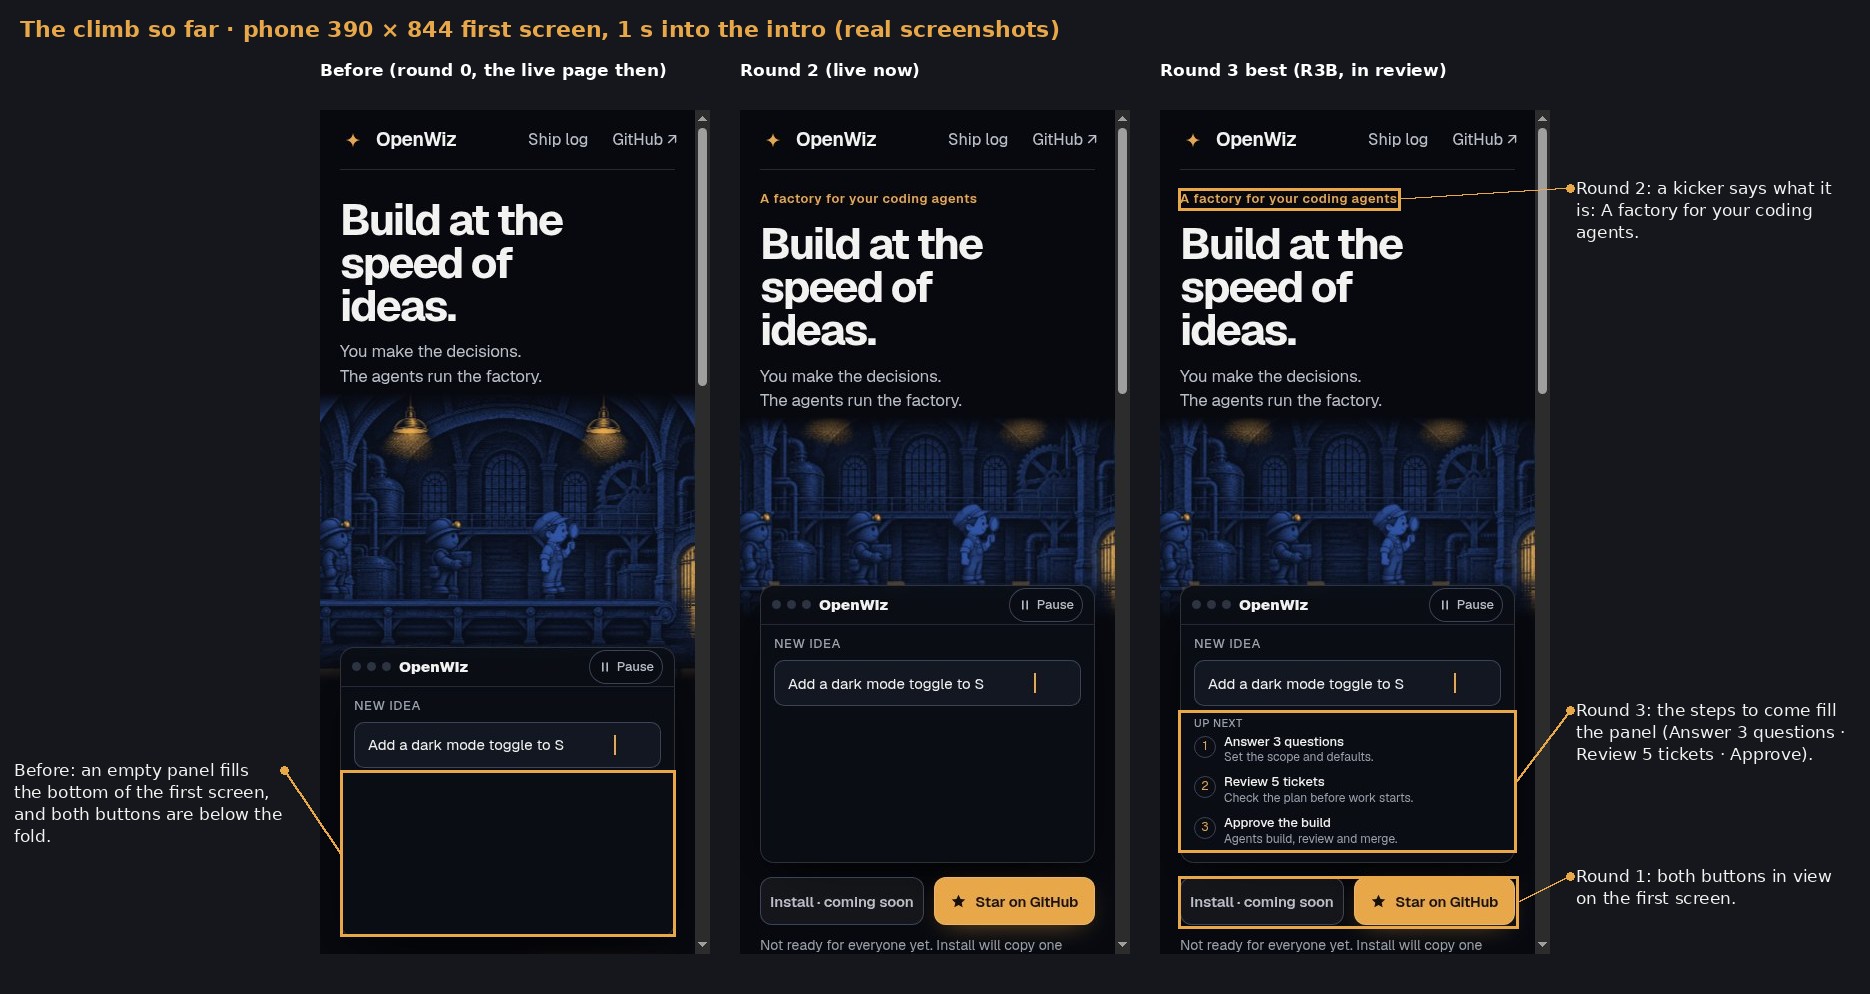 The climb so far · phone 390 × 844 first screen, 1 s into the intro (real screenshots)
Before (round 0, the live page then)
OpenWiz
Ship log
GitHub ↗
Build at the
speed of
ideas.
You make the decisions.
The agents run the factory.
OpenWiz
Pause
NEW IDEA
Add a dark mode toggle to S
Before: an empty panel fills
the bottom of the first screen,
and both buttons are below the
fold.
Round 2 (live now)
OpenWiz
Ship log
GitHub ↗
A factory for your coding agents
Build at the
speed of
ideas.
You make the decisions.
The agents run the factory.
OpenWiz
Pause
NEW IDEA
Add a dark mode toggle to S
Install · coming soon
★ Star on GitHub
Not ready for everyone yet. Install will copy one
Round 3 best (R3B, in review)
OpenWiz
Ship log
GitHub ↗
A factory for your coding agents
Build at the
speed of
ideas.
You make the decisions.
The agents run the factory.
OpenWiz
Pause
NEW IDEA
Add a dark mode toggle to S
UP NEXT
1 Answer 3 questions
Set the scope and defaults.
2 Review 5 tickets
Check the plan before work starts.
3 Approve the build
Agents build, review and merge.
Install · coming soon
★ Star on GitHub
Not ready for everyone yet. Install will copy one
Round 2: a kicker says what it
is: A factory for your coding
agents.
Round 3: the steps to come fill
the panel (Answer 3 questions ·
Review 5 tickets · Approve).
Round 1: both buttons in view
on the first screen.